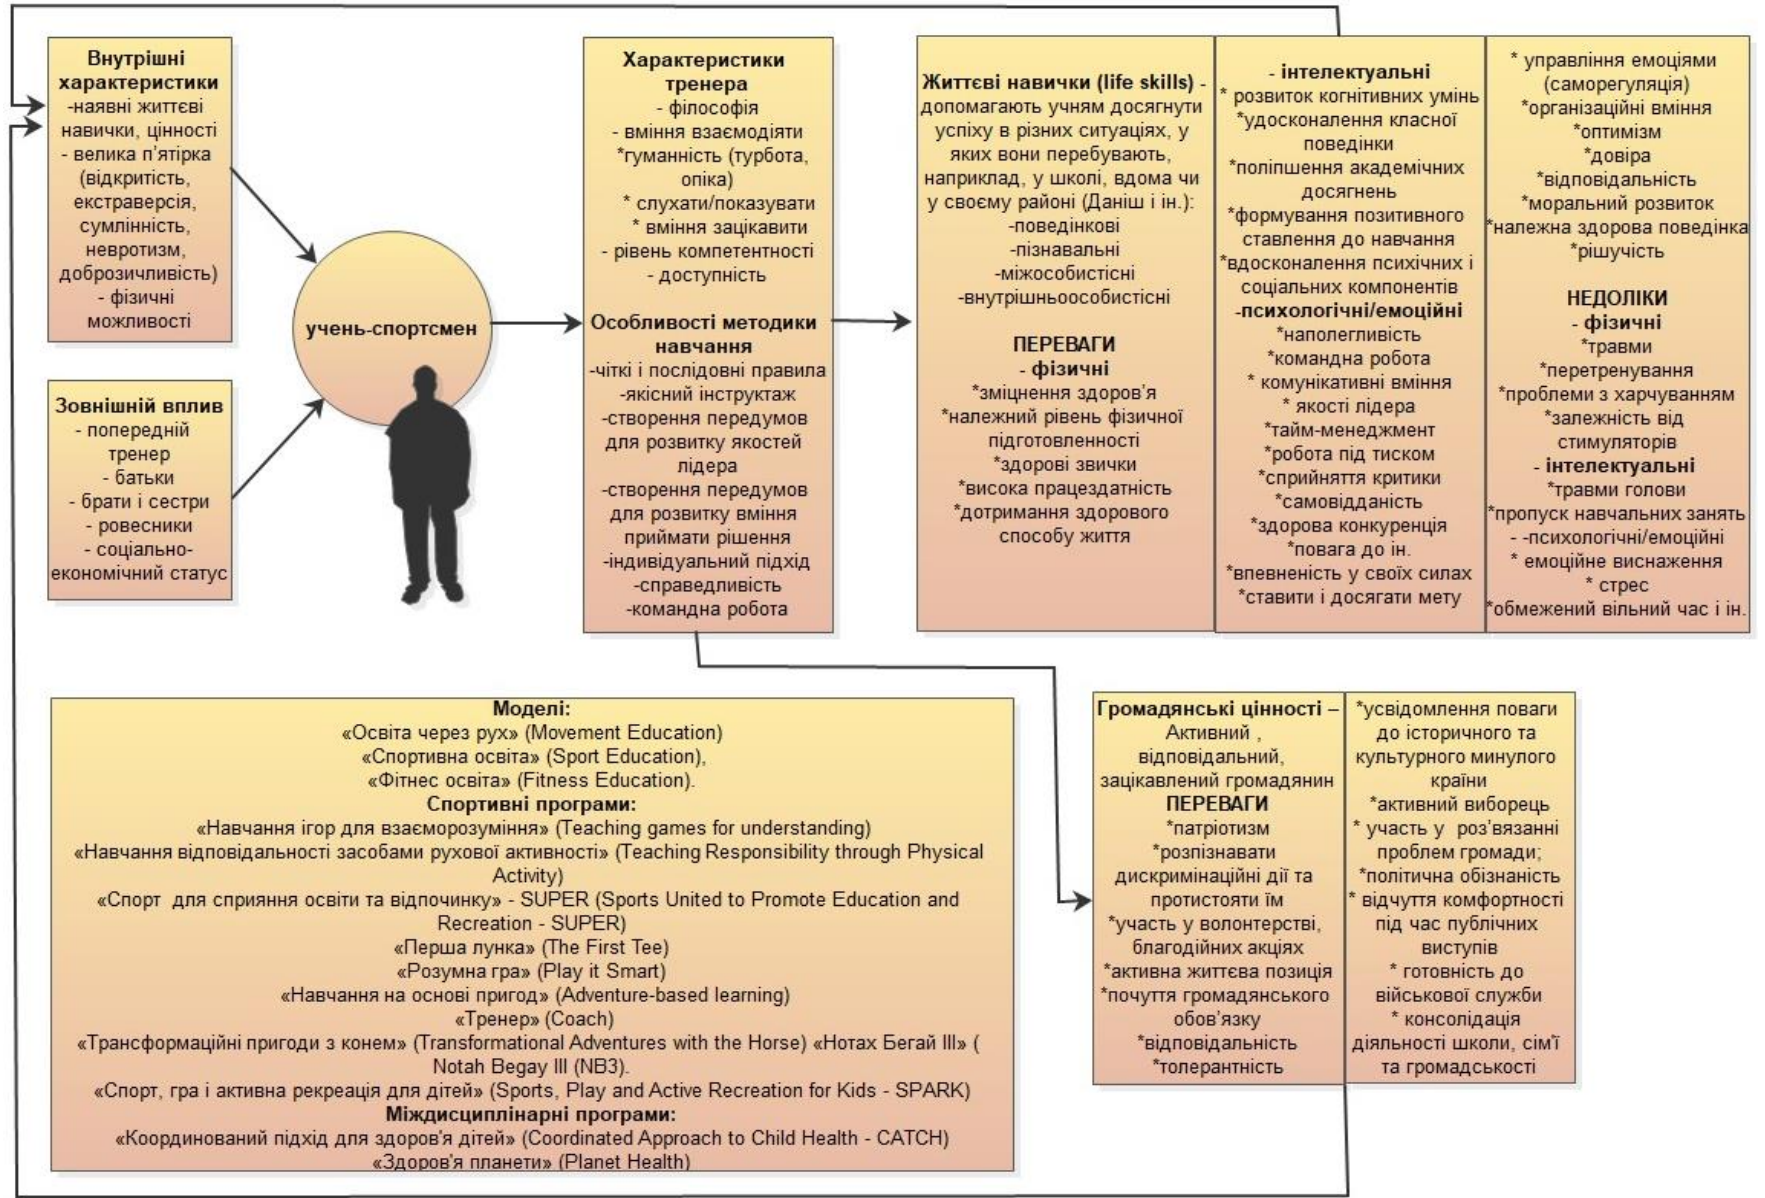 Внутрішні
характеристики
-наявні життєві
навички, цінності
- велика п’ятірка
(відкритість,
екстраверсія,
сумлінність,
невротизм,
доброзичливість)
- фізичні
можливості
Зовнішній вплив
- попередній
тренер
- батьки
- брати і сестри
- ровесники
- соціально-
економічний статус
учень-спортсмен
Характеристики
тренера
- філософія
- вміння взаємодіяти
*гуманність (турбота,
опіка)
* слухати/показувати
* вміння зацікавити
- рівень компетентності
- доступність
Особливості методики
навчання
-чіткі і послідовні правила
-якісний інструктаж
-створення передумов
для розвитку якостей
лідера
-створення передумов
для розвитку вміння
приймати рішення
-індивідуальний підхід
-справедливість
-командна робота
Життєві навички (life skills) -
допомагають учням досягнути
успіху в різних ситуаціях, у
яких вони перебувають,
наприклад, у школі, вдома чи
у своєму районі (Даніш і ін.):
-поведінкові
-пізнавальні
-міжособистісні
-внутрішньоособистісні
ПЕРЕВАГИ
- фізичні
*зміцнення здоров’я
*належний рівень фізичної
підготовленності
*здорові звички
*висока працездатність
*дотримання здорового
способу життя
- інтелектуальні
* розвиток когнітивних умінь
*удосконалення класної
поведінки
*поліпшення академічних
досягнень
*формування позитивного
ставлення до навчання
*вдосконалення психічних і
соціальних компонентів
-психологічні/емоційні
*наполегливість
*командна робота
* комунікативні вміння
* якості лідера
*тайм-менеджмент
*робота під тиском
*сприйняття критики
*самовідданість
*здорова конкуренція
*повага до ін.
*впевненість у своїх силах
*ставити і досягати мету
* управління емоціями
(саморегуляція)
*організаційні вміння
*оптимізм
*довіра
*відповідальність
*моральний розвиток
*належна здорова поведінка
*рішучість
НЕДОЛІКИ
- фізичні
*травми
*перетренування
*проблеми з харчуванням
*залежність від
стимуляторів
- інтелектуальні
*травми голови
*пропуск навчальних занять
- -психологічні/емоційні
* емоційне виснаження
* стрес
*обмежений вільний час і ін.
Моделі:
«Освіта через рух» (Movement Education)
«Спортивна освіта» (Sport Education),
«Фітнес освіта» (Fitness Education).
Спортивні програми:
«Навчання ігор для взаєморозуміння» (Teaching games for understanding)
«Навчання відповідальності засобами рухової активності» (Teaching Responsibility through Physical
Activity)
«Спорт для сприяння освіти та відпочинку» - SUPER (Sports United to Promote Education and
Recreation - SUPER)
«Перша лунка» (The First Tee)
«Розумна гра» (Play it Smart)
«Навчання на основі пригод» (Adventure-based learning)
«Тренер» (Coach)
«Трансформаційні пригоди з конем» (Transformational Adventures with the Horse) «Нотах Бегай III» (
Notah Begay III (NB3).
«Спорт, гра і активна рекреація для дітей» (Sports, Play and Active Recreation for Kids - SPARK)
Міждисциплінарні програми:
«Координований підхід для здоров'я дітей» (Coordinated Approach to Child Health - CATCH)
«Здоров'я планети» (Planet Health)
Громадянські цінності –
Активний ,
відповідальний,
зацікавлений громадянин
ПЕРЕВАГИ
*патріотизм
*розпізнавати
дискримінаційні дії та
протистояти їм
*участь у волонтерстві,
благодійних акціях
*активна життєва позиція
*почуття громадянського
обов’язку
*відповідальність
*толерантність
*усвідомлення поваги
до історичного та
культурного минулого
країни
*активний виборець
* участь у роз’вязанні
проблем громади;
*політична обізнаність
* відчуття комфортності
під час публічних
виступів
* готовність до
військової служби
* консолідація
діяльності школи, сім'ї
та громадськості